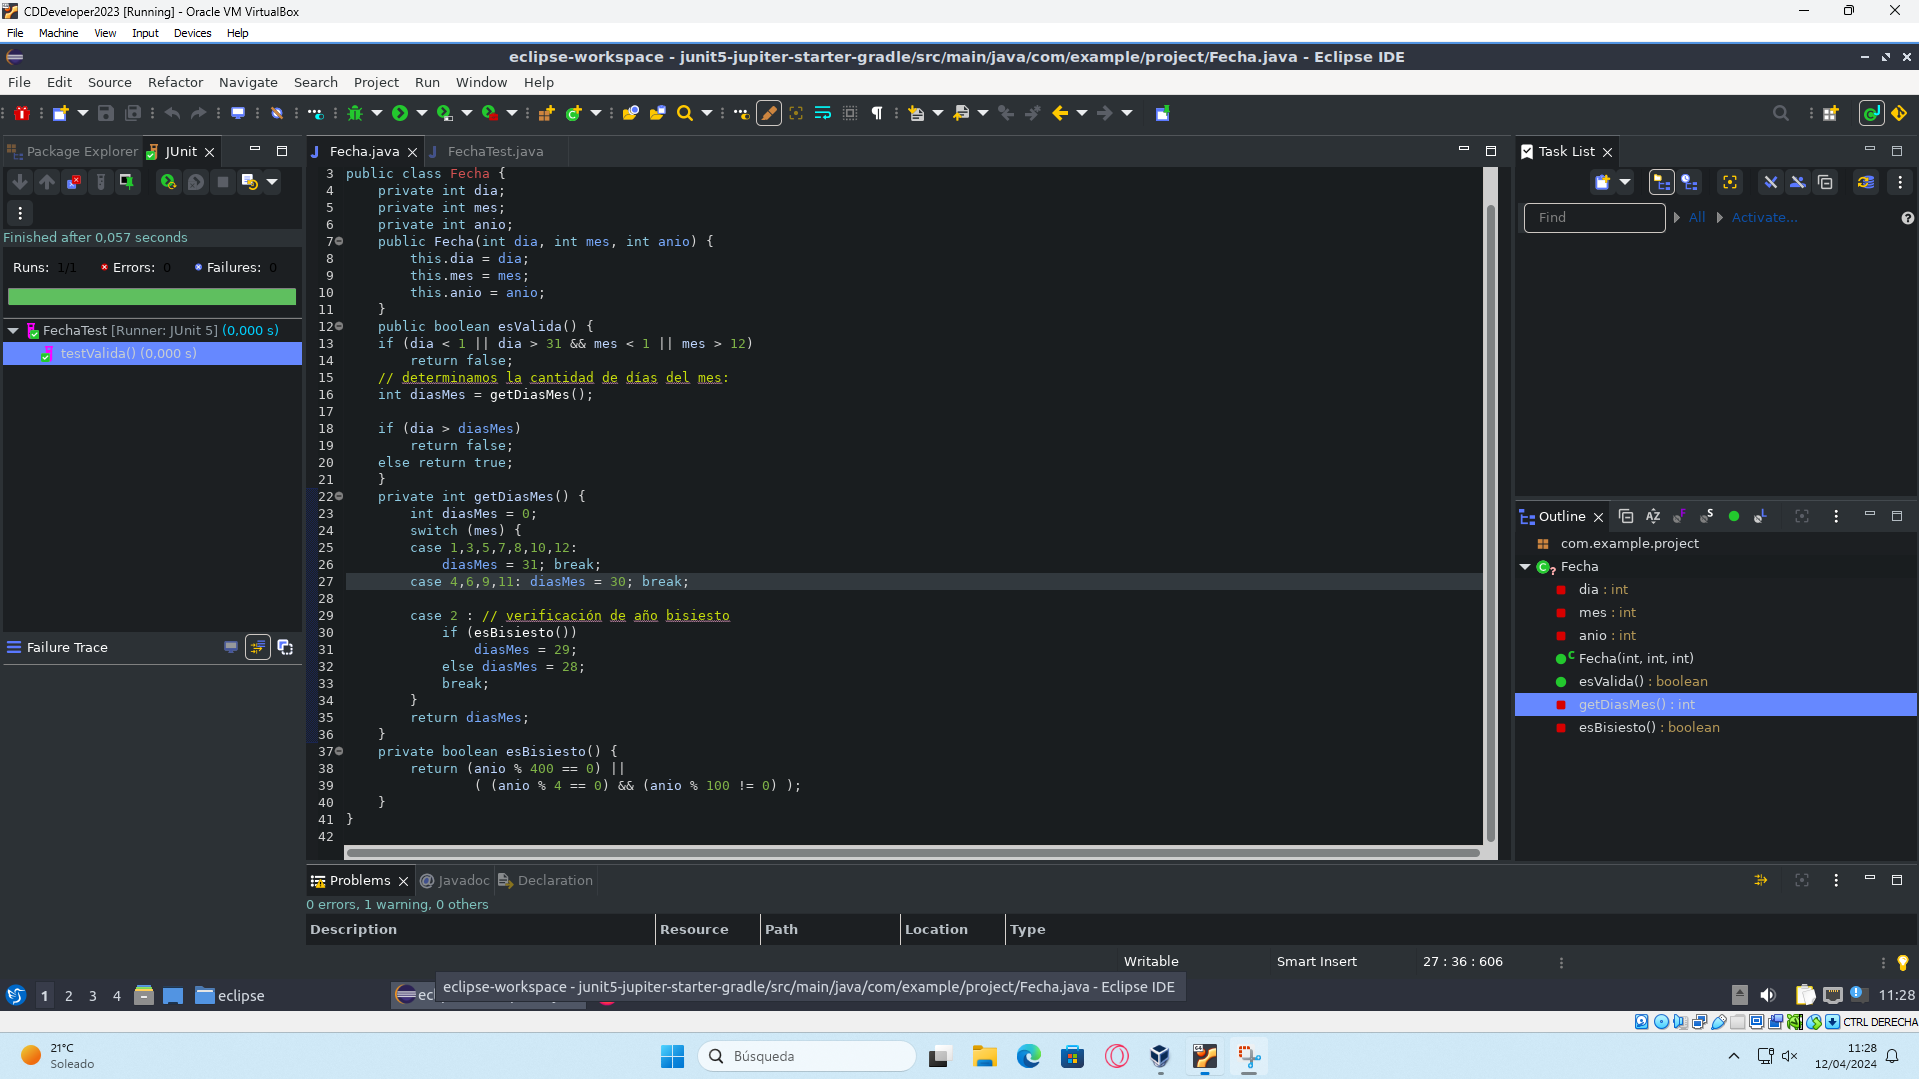 CDDeveloper2023 [Running] - Oracle VM VirtualBox
File Machine View Input Devices Help
eclipse-workspace - junit5-jupiter-starter-gradle/src/main/java/com/example/project/Fecha.java - Eclipse IDE
File Edit Source Refactor Navigate Search Project Run Window Help
Package Explorer JUnit
Finished after 0,057 seconds
Runs: 1/1 Errors: 0 Failures: 0
FechaTest [Runner: JUnit 5] (0,000 s)
testValida() (0,000 s)
Failure Trace
Fecha.java FechaTest.java
3 public class Fecha {
4 private int dia;
5 private int mes;
6 private int anio;
7 public Fecha(int dia, int mes, int anio) {
8 this.dia = dia;
9 this.mes = mes;
10 this.anio = anio;
11 }
12 public boolean esValida() {
13 if (dia < 1 || dia > 31 && mes < 1 || mes > 12)
14 return false;
15 // determinamos la cantidad de días del mes:
16 int diasMes = getDiasMes();
17
18 if (dia > diasMes)
19 return false;
20 else return true;
21 }
22 private int getDiasMes() {
23 int diasMes = 0;
24 switch (mes) {
25 case 1,3,5,7,8,10,12:
26 diasMes = 31; break;
27 case 4,6,9,11: diasMes = 30; break;
28
29 case 2 : // verificación de año bisiesto
30 if (esBisiesto())
31 diasMes = 29;
32 else diasMes = 28;
33 break;
34 }
35 return diasMes;
36 }
37 private boolean esBisiesto() {
38 return (anio % 400 == 0) ||
39 ( (anio % 4 == 0) && (anio % 100 != 0) );
40 }
41 }
42
Task List
Find All Activate...
Outline
com.example.project
Fecha
dia : int
mes : int
anio : int
Fecha(int, int, int)
esValida() : boolean
getDiasMes() : int
esBisiesto() : boolean
Problems Javadoc Declaration
0 errors, 1 warning, 0 others
Description Resource Path Location Type
Writable Smart Insert 27 : 36 : 606
1 2 3 4 eclipse
eclipse-workspace - junit5-jupiter-starter-gradle/src/main/java/com/example/project/Fecha.java - Eclipse IDE
11:28
CTRL DERECHA
21°C
Soleado
Búsqueda
11:28
12/04/2024